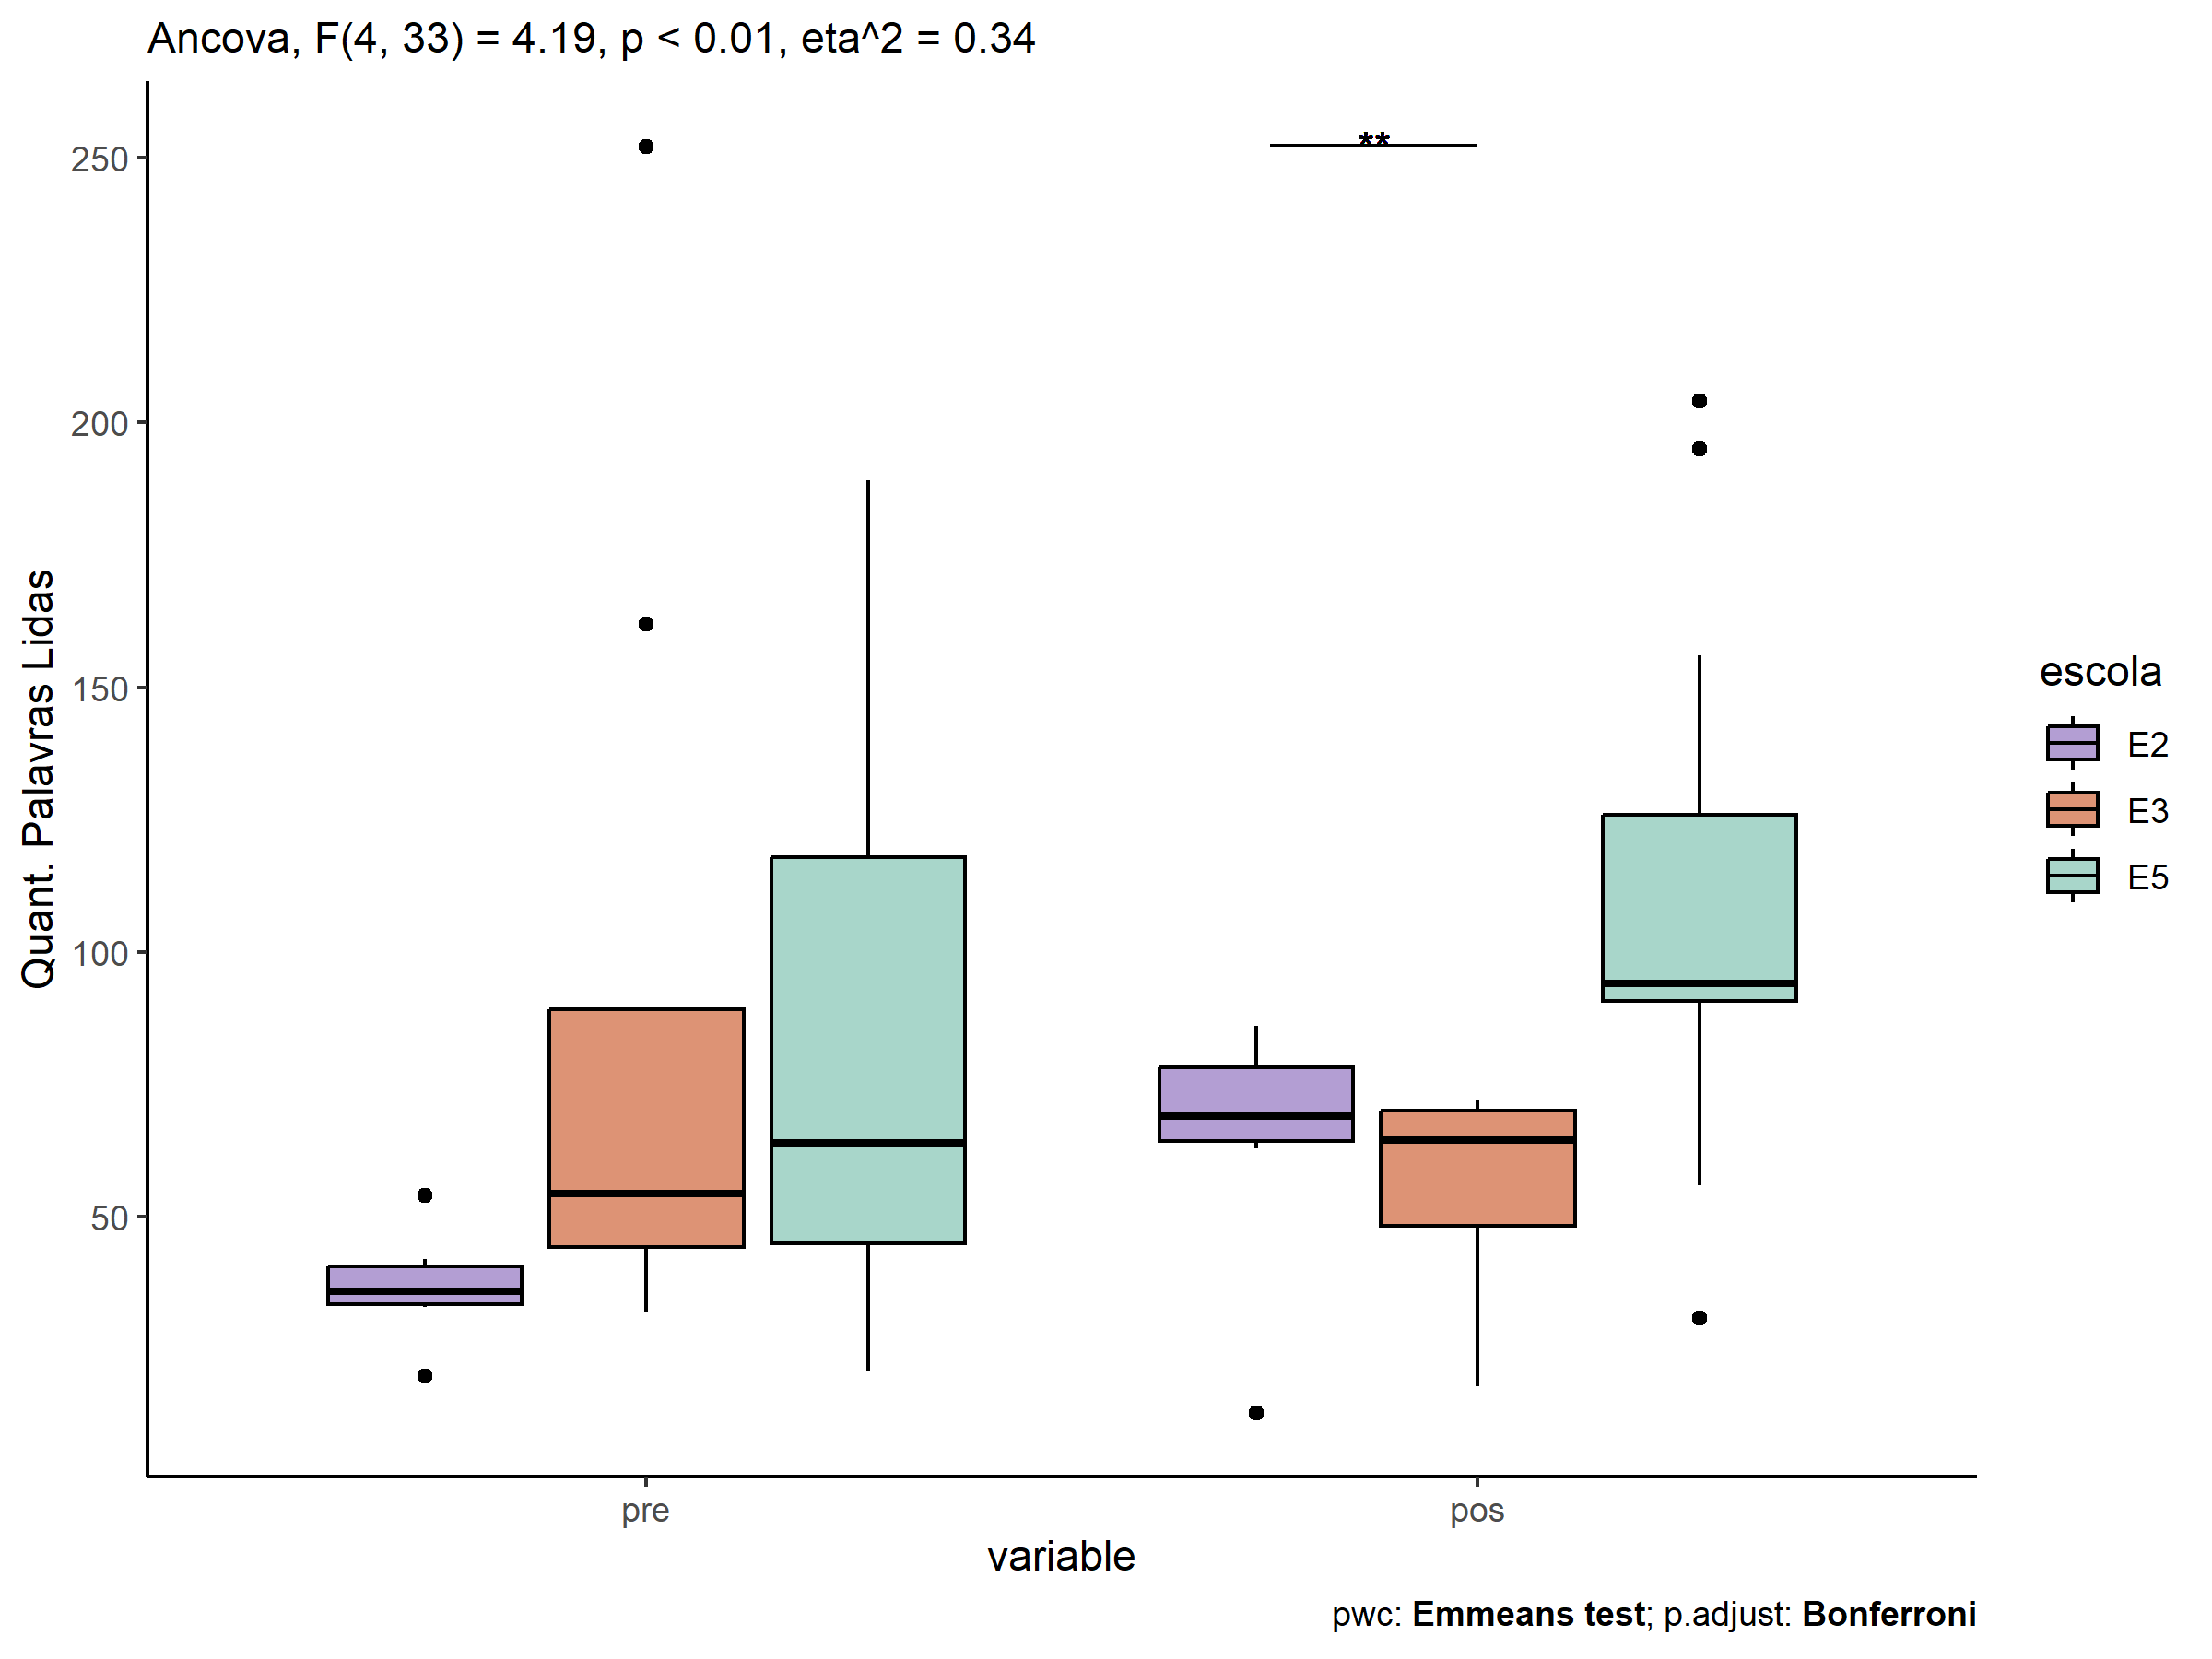 Ancova, F(4, 33) = 4.19, p < 0.01, eta^2 = 0.34
Quant. Palavras Lidas
250
200
150
100
50
**
pre
pos
variable
escola
E2
E3
E5
pwc: Emmeans test; p.adjust: Bonferroni